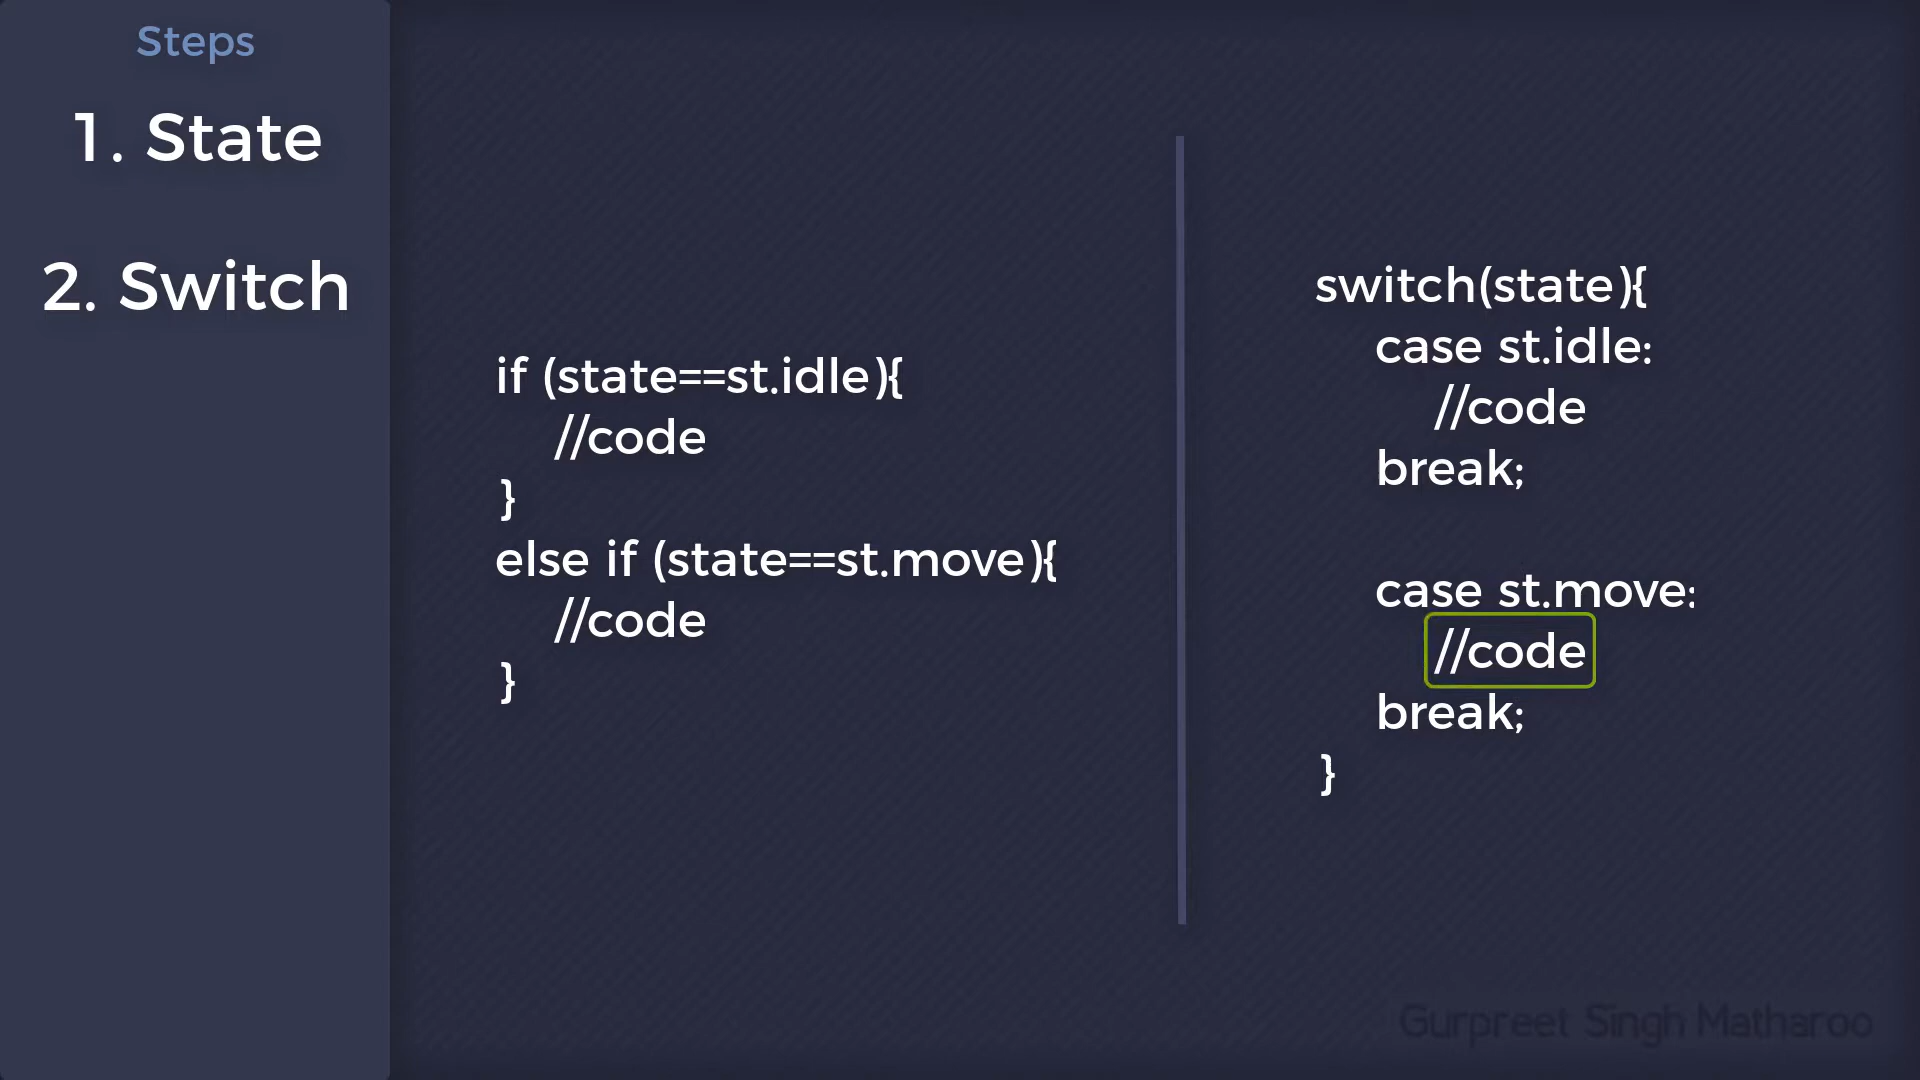 Steps
1. State
2. Switch
if (state==st.idle){
//code
}
else if (state==st.move){
//code
}
switch(state){
case st.idle:
//code
break;
case st.move:
//code
break;
}
Gurpreet Singh Matharoo